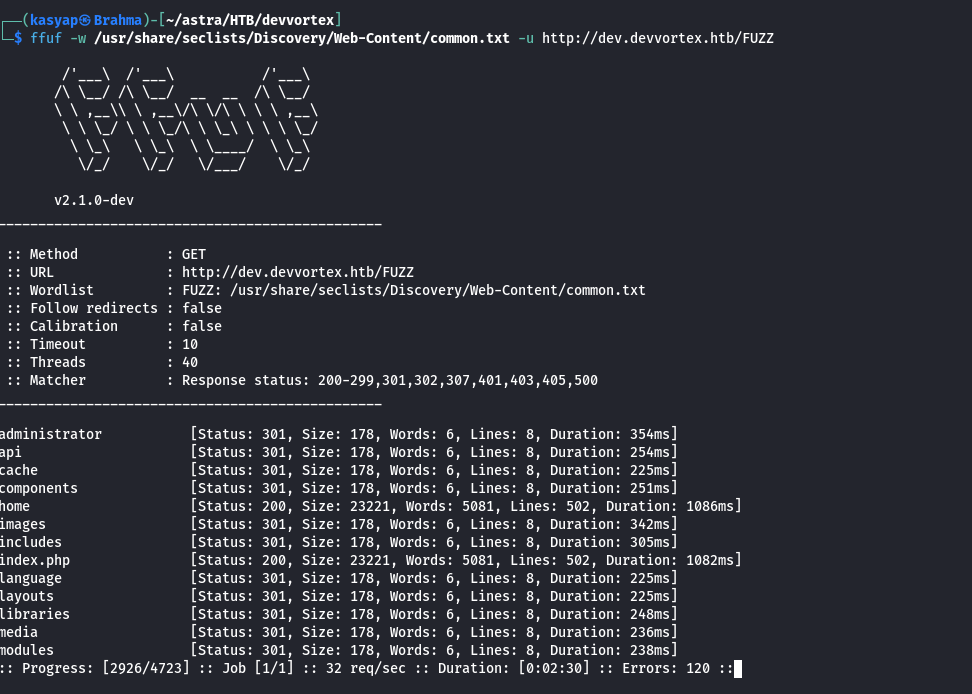 ┌──(kasyap㉿Brahma)-[~/astra/HTB/devvortex]
└─$ ffuf -w /usr/share/seclists/Discovery/Web-Content/common.txt -u http://dev.devvortex.htb/FUZZ

        /'___\  /'___\           /'___\
       /\ \__/ /\ \__/  __  __  /\ \__/
       \ \ ,__\\ \ ,__\/\ \/\ \ \ \ ,__\
        \ \ \_/ \ \ \_/\ \ \_\ \ \ \ \_/
         \ \_\   \ \_\  \ \____/  \ \_\
          \/_/    \/_/   \/___/    \/_/

       v2.1.0-dev
________________________________________________

 :: Method           : GET
 :: URL              : http://dev.devvortex.htb/FUZZ
 :: Wordlist         : FUZZ: /usr/share/seclists/Discovery/Web-Content/common.txt
 :: Follow redirects : false
 :: Calibration      : false
 :: Timeout          : 10
 :: Threads          : 40
 :: Matcher          : Response status: 200-299,301,302,307,401,403,405,500
________________________________________________

administrator           [Status: 301, Size: 178, Words: 6, Lines: 8, Duration: 354ms]
api                     [Status: 301, Size: 178, Words: 6, Lines: 8, Duration: 254ms]
cache                   [Status: 301, Size: 178, Words: 6, Lines: 8, Duration: 225ms]
components              [Status: 301, Size: 178, Words: 6, Lines: 8, Duration: 251ms]
home                    [Status: 200, Size: 23221, Words: 5081, Lines: 502, Duration: 1086ms]
images                  [Status: 301, Size: 178, Words: 6, Lines: 8, Duration: 342ms]
includes                [Status: 301, Size: 178, Words: 6, Lines: 8, Duration: 305ms]
index.php               [Status: 200, Size: 23221, Words: 5081, Lines: 502, Duration: 1082ms]
language                [Status: 301, Size: 178, Words: 6, Lines: 8, Duration: 225ms]
layouts                 [Status: 301, Size: 178, Words: 6, Lines: 8, Duration: 225ms]
libraries               [Status: 301, Size: 178, Words: 6, Lines: 8, Duration: 248ms]
media                   [Status: 301, Size: 178, Words: 6, Lines: 8, Duration: 236ms]
modules                 [Status: 301, Size: 178, Words: 6, Lines: 8, Duration: 238ms]
:: Progress: [2926/4723] :: Job [1/1] :: 32 req/sec :: Duration: [0:02:30] :: Errors: 120 ::